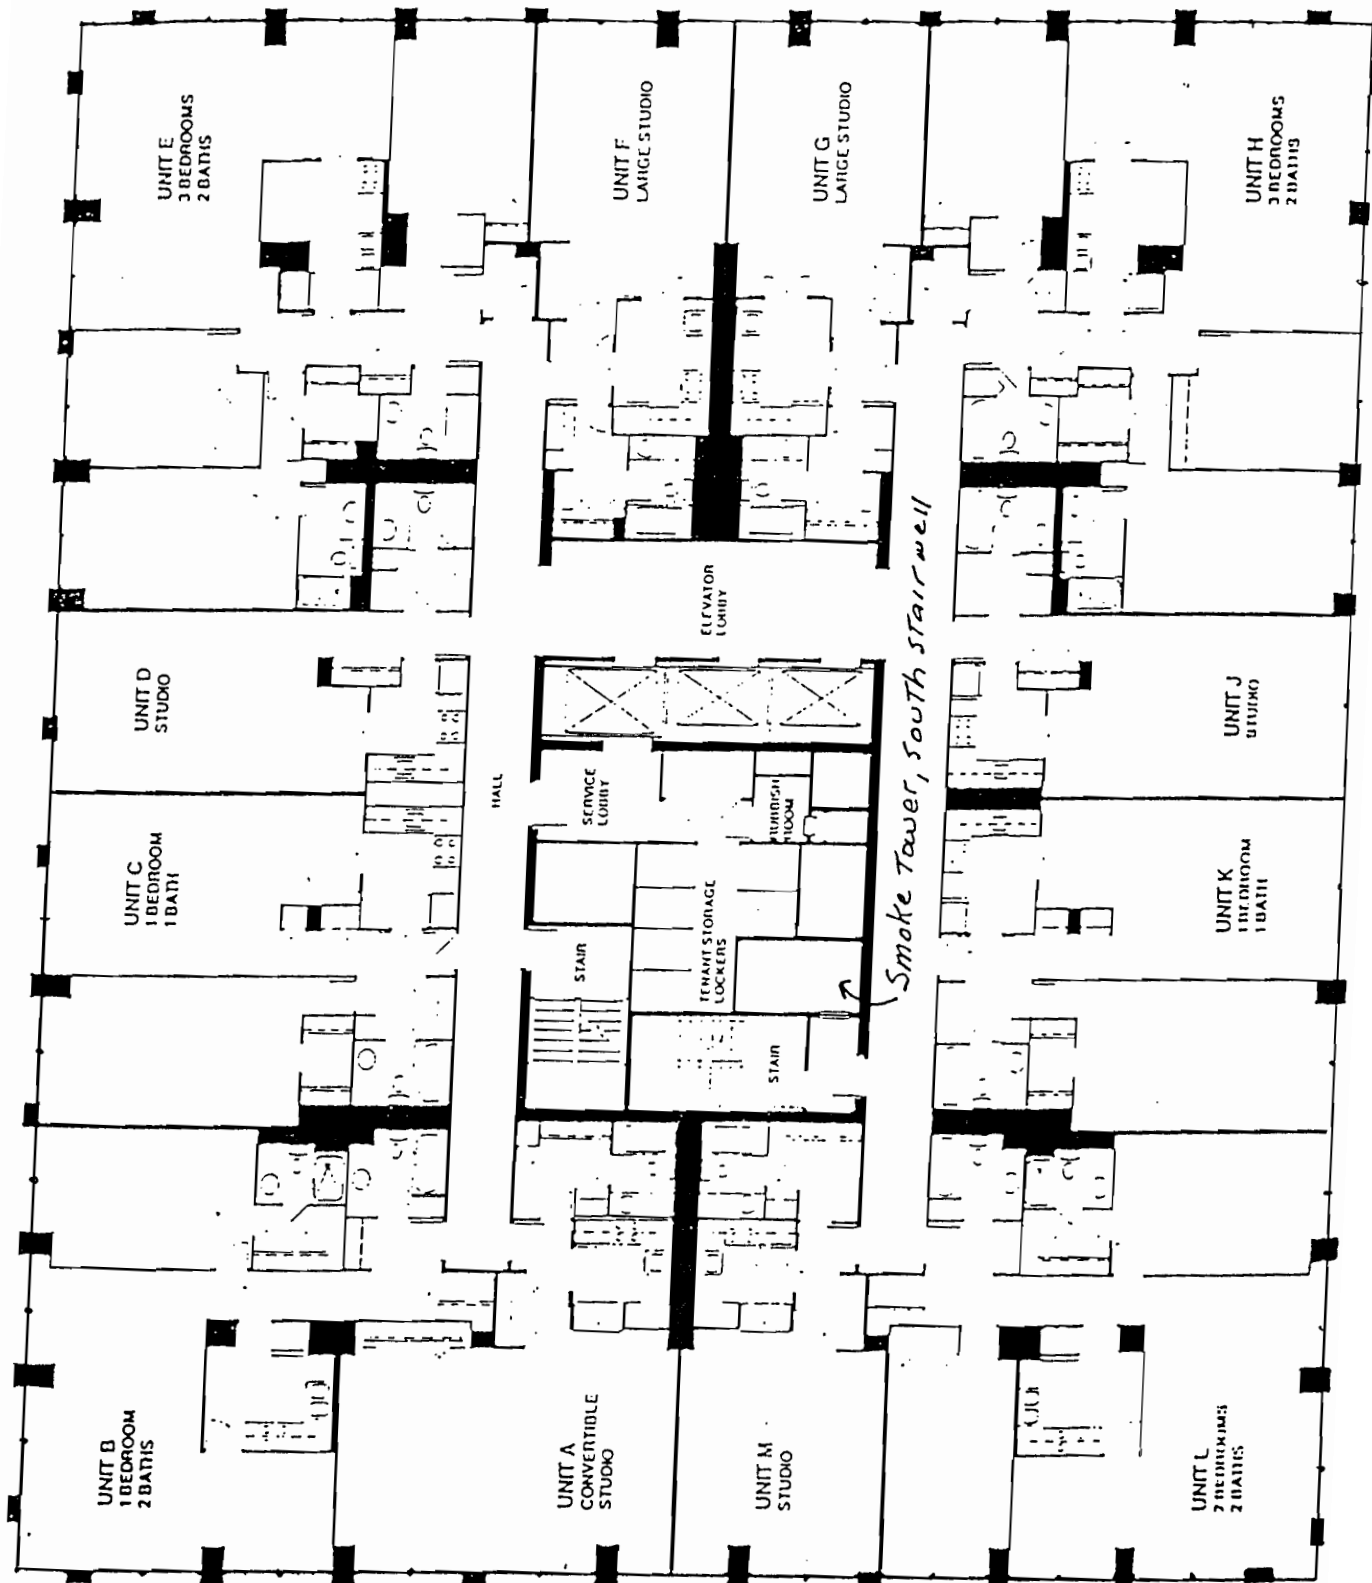 UNIT E
3 BEDROOMS
2 BATHS
UNIT F
LARGE STUDIO
UNIT G
LARGE STUDIO
UNIT H
3 BEDROOMS
2 BATHS
UNIT D
STUDIO
HALL
ELEVATOR
LOBBY
Smoke Tower, South stairwell
UNIT J
STUDIO
SERVICE
LOBBY
RUBBISH
ROOM
UNIT C
1 BEDROOM
1 BATH
STAIR
TENANT STORAGE
LOCKERS
UNIT K
1 BEDROOM
1 BATH
STAIR
UNIT B
1 BEDROOM
2 BATHS
UNIT A
CONVERTIBLE
STUDIO
UNIT M
STUDIO
UNIT L
2 BEDROOMS
2 BATHS